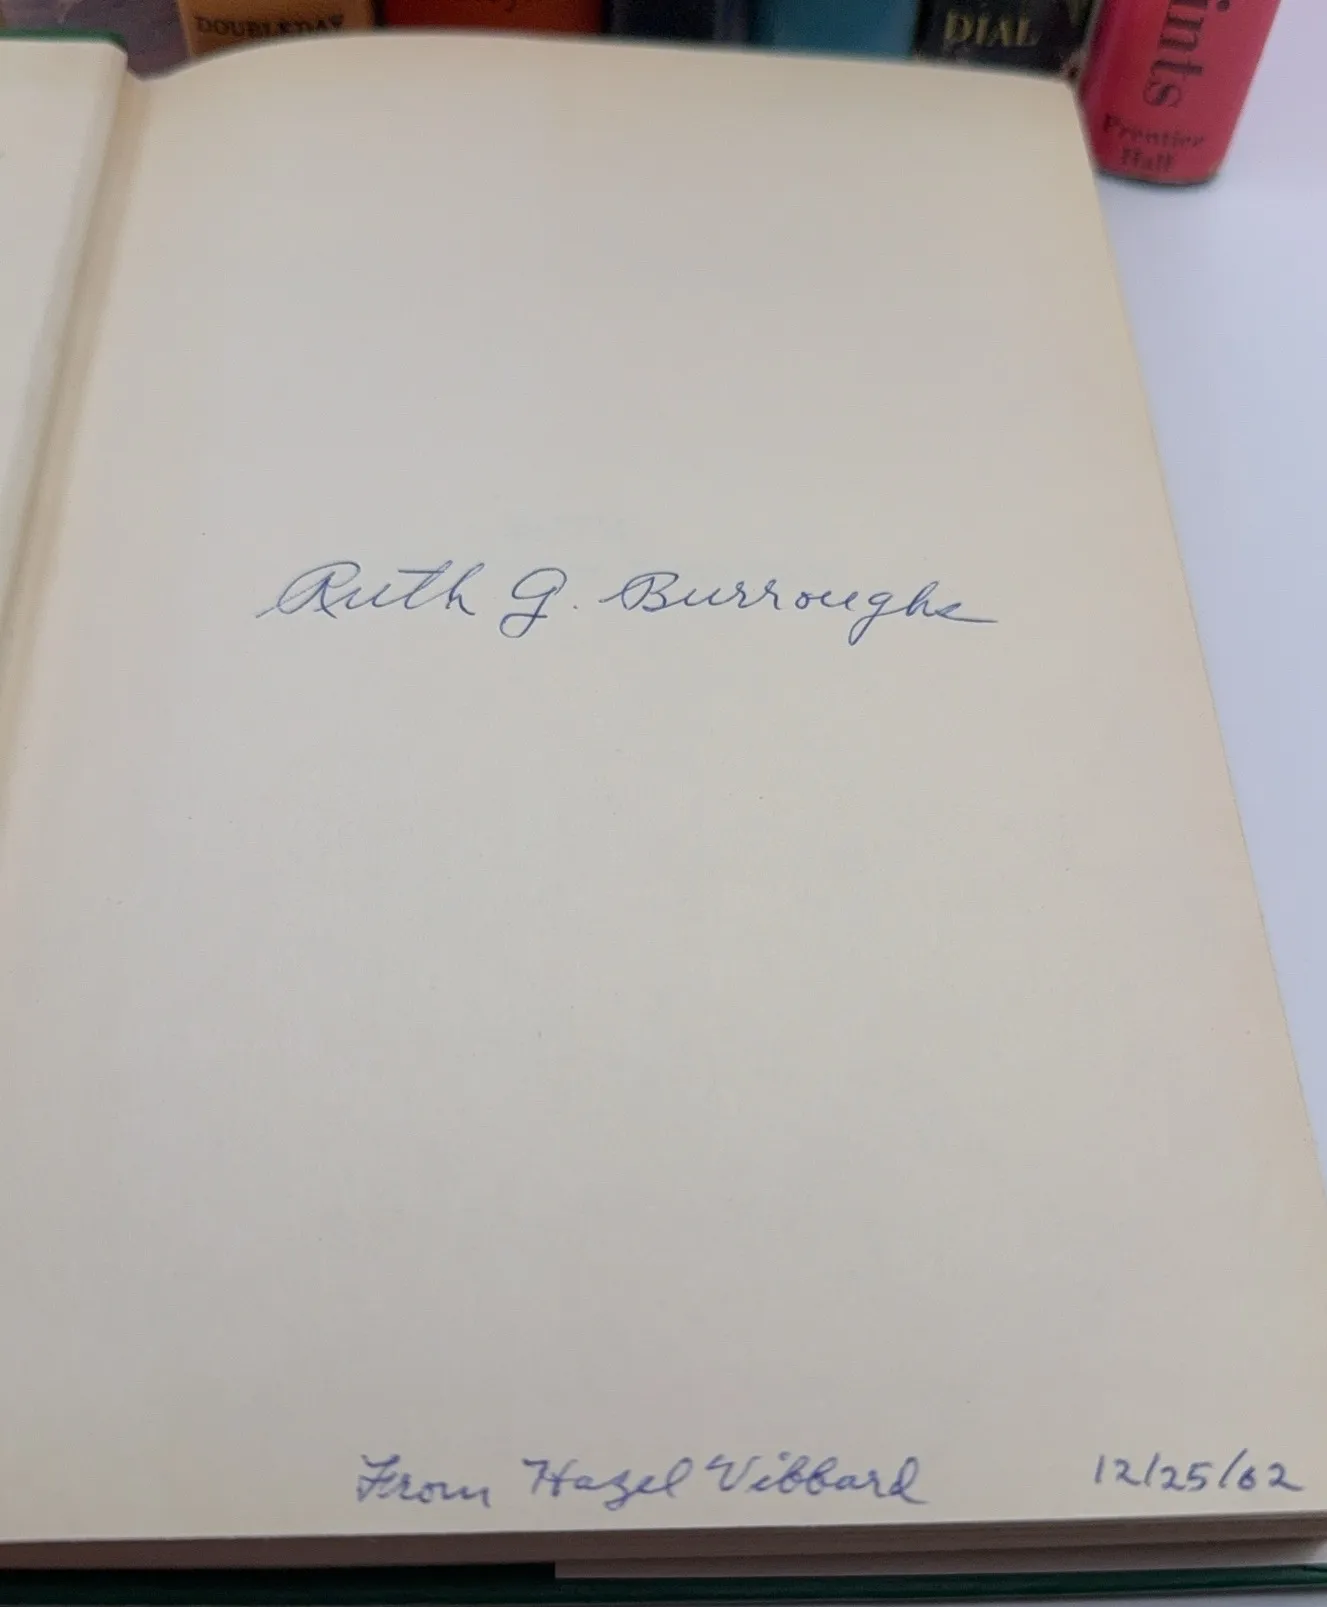 DOUBLEDAY
DIAL
ints
Prentice
Hall
Ruth G. Burroughs
From Hazel Vibbard 12/25/62